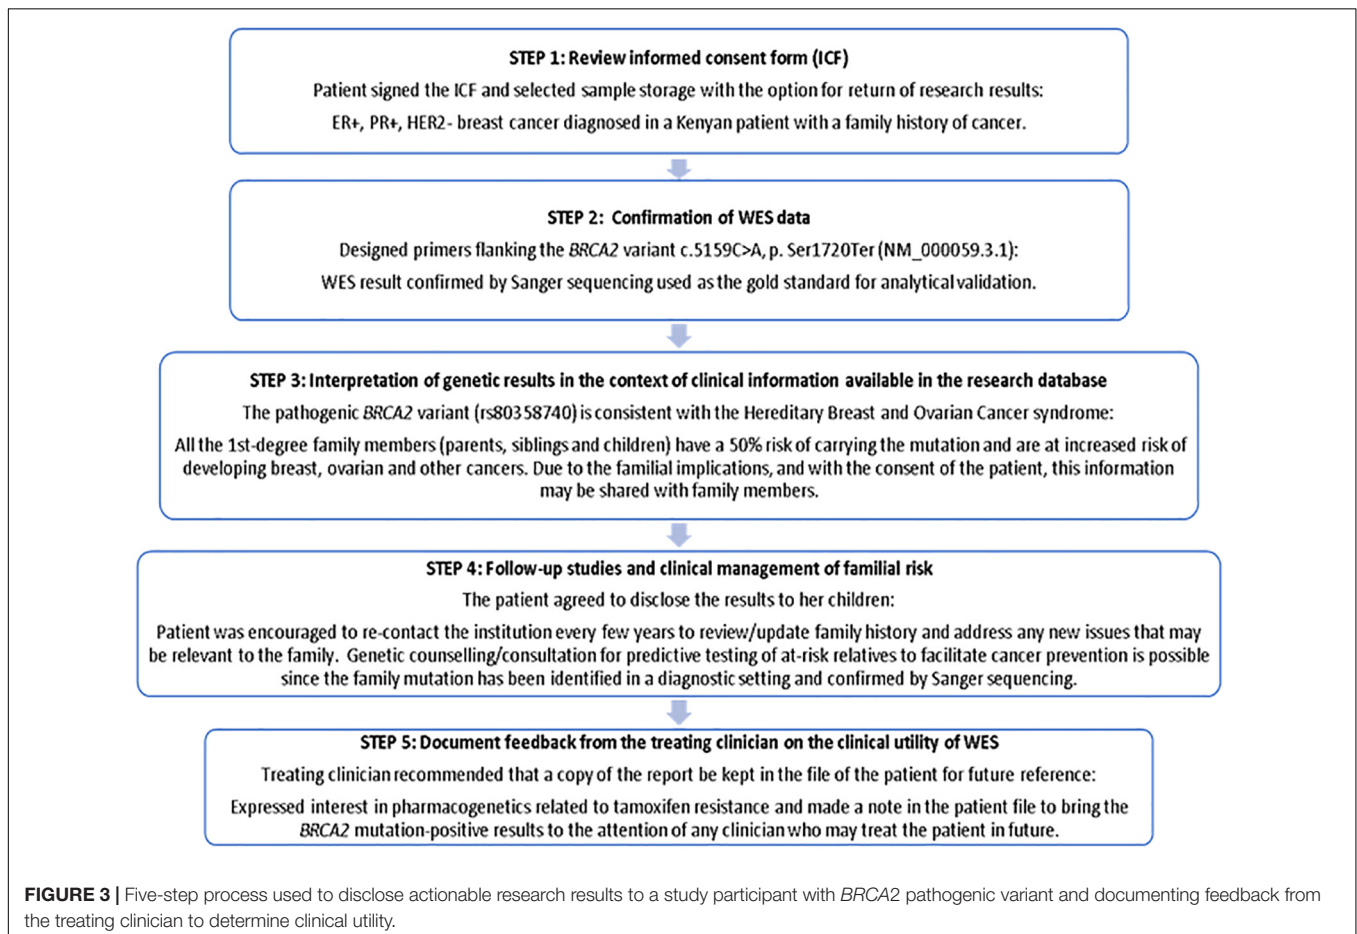 STEP 1: Review informed consent form (ICF)
Patient signed the ICF and selected sample storage with the option for return of research results:
ER+, PR+, HER2- breast cancer diagnosed in a Kenyan patient with a family history of cancer.
STEP 2: Confirmation of WES data
Designed primers flanking the BRCA2 variant c.5159C>A, p. Ser1720Ter (NM_000059.3.1):
WES result confirmed by Sanger sequencing used as the gold standard for analytical validation.
STEP 3: Interpretation of genetic results in the context of clinical information available in the research database
The pathogenic BRCA2 variant (rs80358740) is consistent with the Hereditary Breast and Ovarian Cancer syndrome:
All the 1st-degree family members (parents, siblings and children) have a 50% risk of carrying the mutation and are at increased risk of
developing breast, ovarian and other cancers. Due to the familial implications, and with the consent of the patient, this information
may be shared with family members.
STEP 4: Follow-up studies and clinical management of familial risk
The patient agreed to disclose the results to her children:
Patient was encouraged to re-contact the institution every few years to review/update family history and address any new issues that may
be relevant to the family. Genetic counselling/consultation for predictive testing of at-risk relatives to facilitate cancer prevention is possible
since the family mutation has been identified in a diagnostic setting and confirmed by Sanger sequencing.
STEP 5: Document feedback from the treating clinician on the clinical utility of WES
Treating clinician recommended that a copy of the report be kept in the file of the patient for future reference:
Expressed interest in pharmacogenetics related to tamoxifen resistance and made a note in the patient file to bring the
BRCA2 mutation-positive results to the attention of any clinician who may treat the patient in future.
FIGURE 3 | Five-step process used to disclose actionable research results to a study participant with BRCA2 pathogenic variant and documenting feedback from
the treating clinician to determine clinical utility.